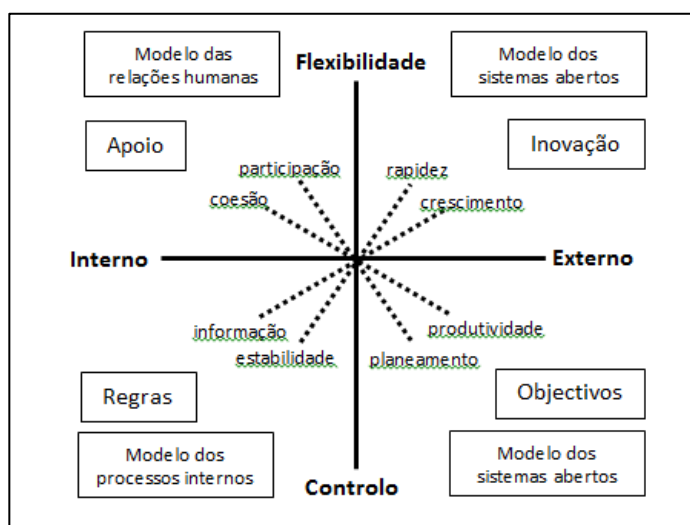 Modelo das
relações humanas
Flexibilidade
Modelo dos
sistemas abertos
Apoio
Inovação
participação
rapidez
coesão
crescimento
Interno
Externo
informação
produtividade
estabilidade
planeamento
Regras
Objectivos
Modelo dos
processos internos
Modelo dos
sistemas abertos
Controlo